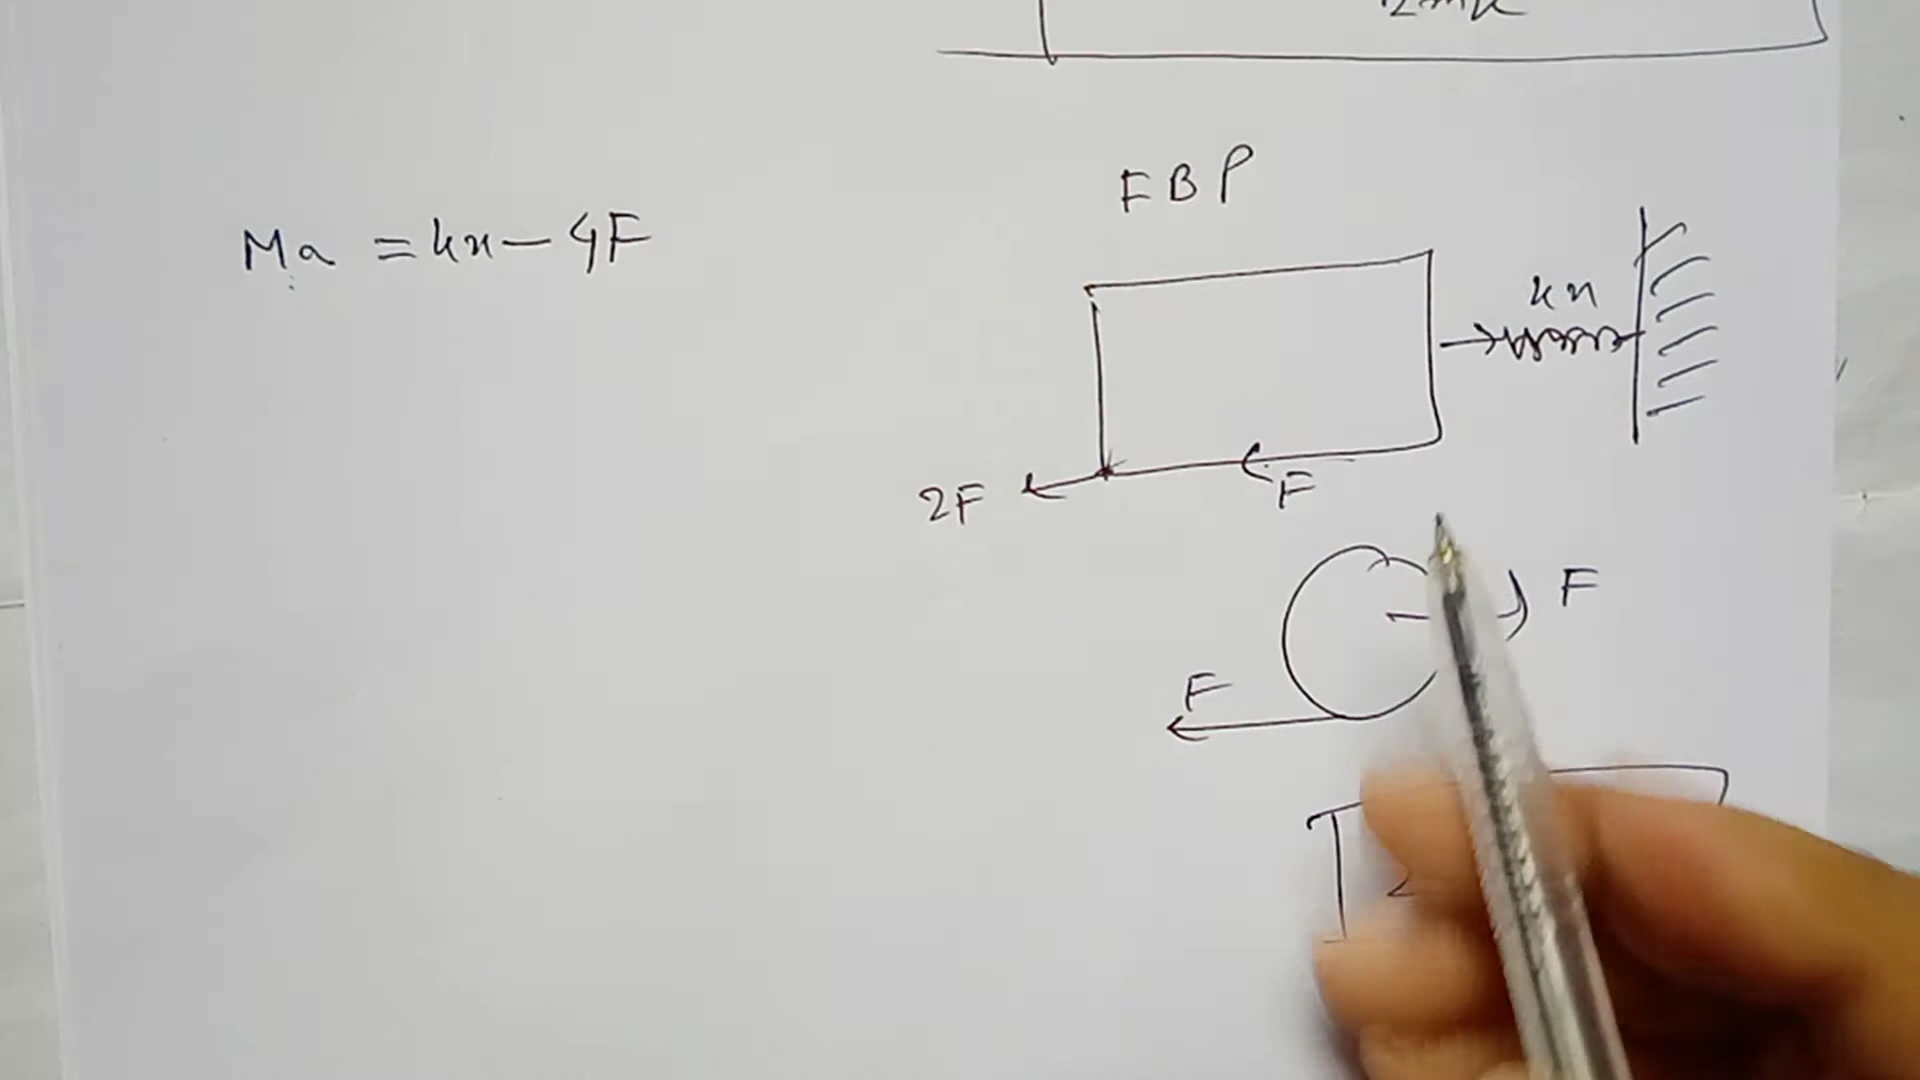 FBP
Ma = kx - 4F
kx
2F
F
F
F